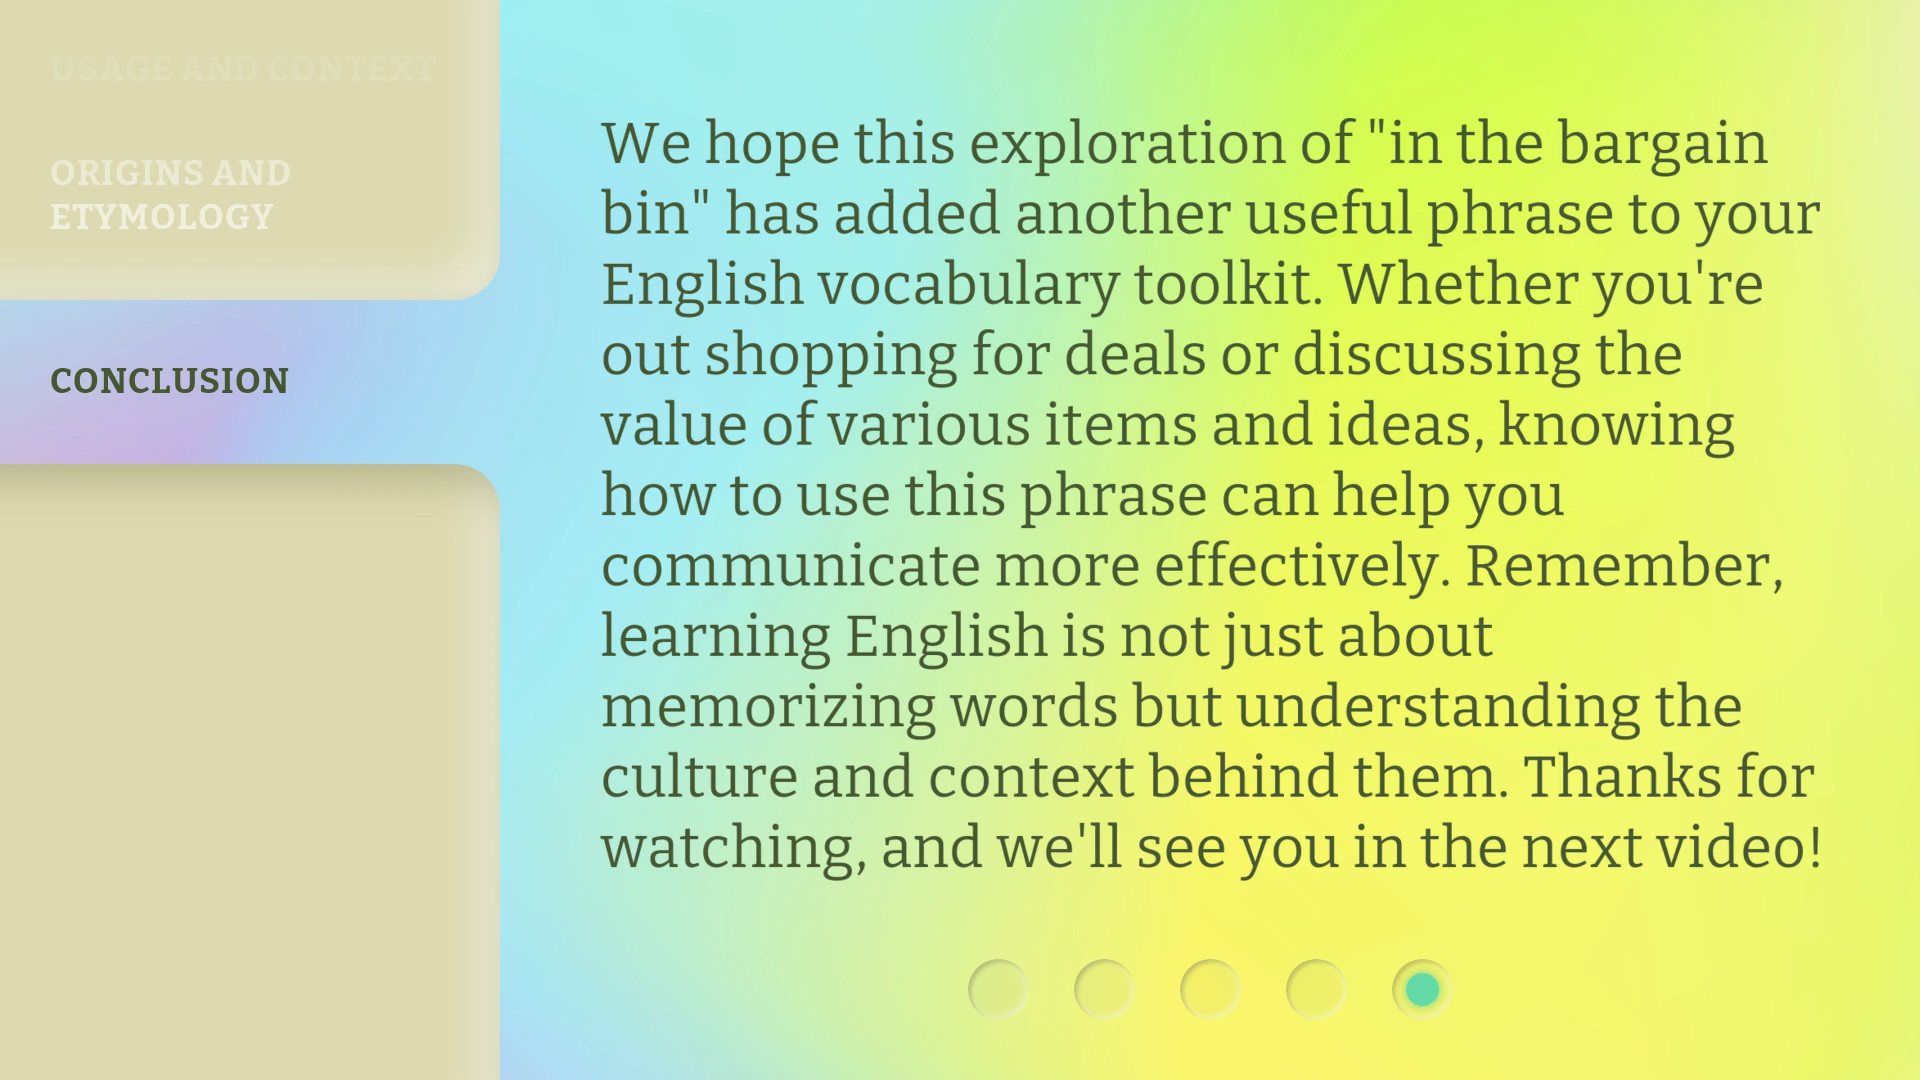 USAGE AND CONTEXT
ORIGINS AND
ETYMOLOGY
CONCLUSION
We hope this exploration of "in the bargain
bin" has added another useful phrase to your
English vocabulary toolkit. Whether you're
out shopping for deals or discussing the
value of various items and ideas, knowing
how to use this phrase can help you
communicate more effectively. Remember,
learning English is not just about
memorizing words but understanding the
culture and context behind them. Thanks for
watching, and we'll see you in the next video!